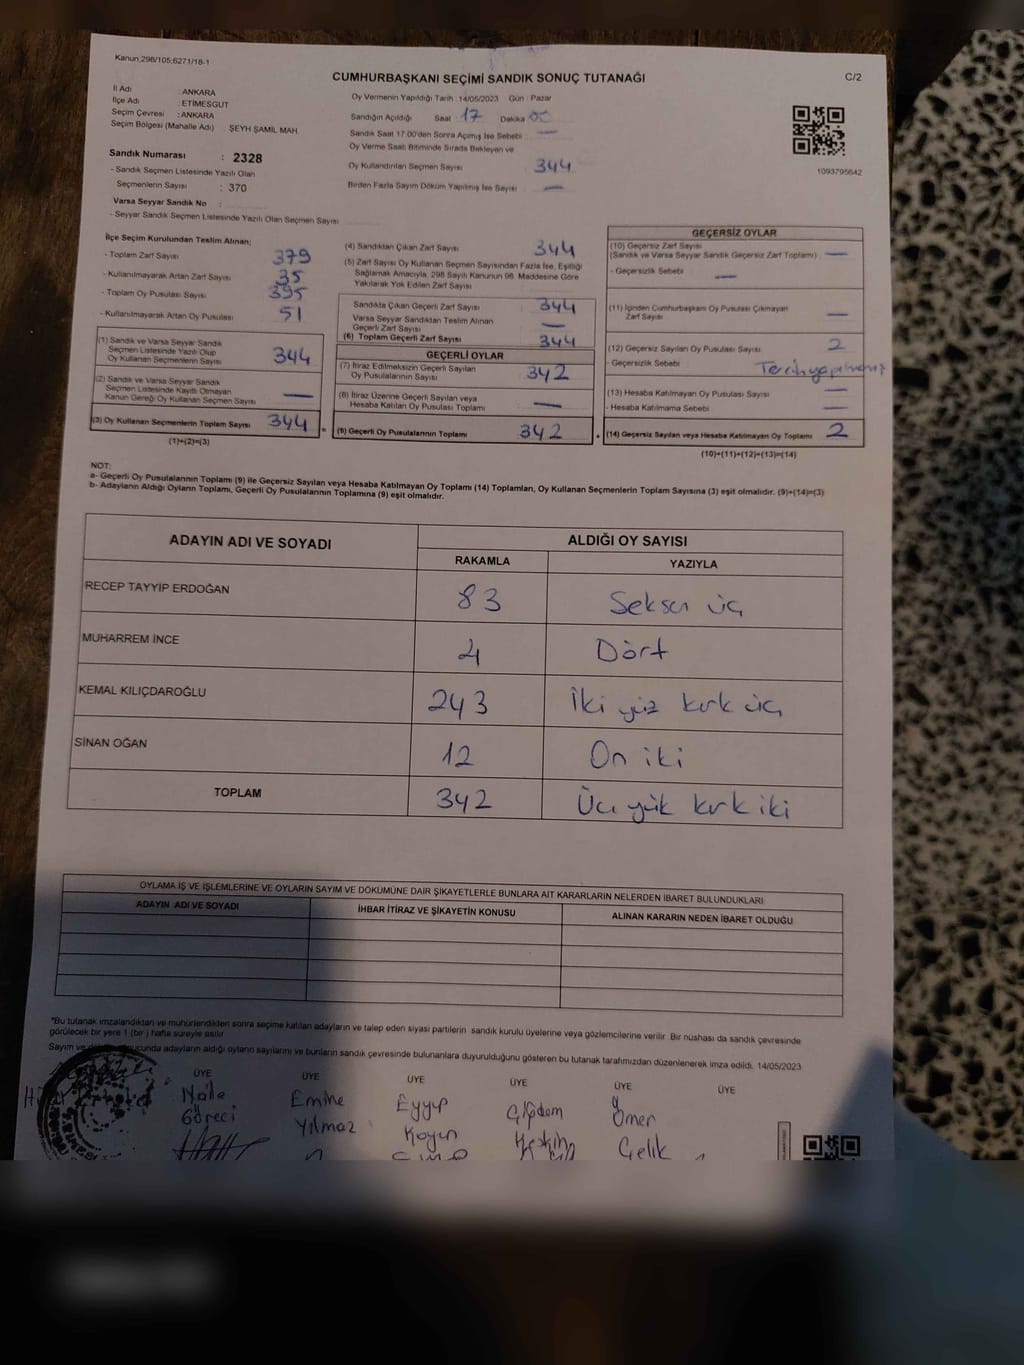 Kanun,298/105;6271/18-1
CUMHURBAŞKANI SEÇİMİ SANDIK SONUÇ TUTANAĞI
C/2
İl Adı : ANKARA
İlçe Adı : ETİMESGUT
Seçim Çevresi : ANKARA
Seçim Bölgesi (Mahalle Adı) ŞEYH ŞAMİL MAH
Sandık Numarası : 2328
- Sandık Seçmen Listesinde Yazılı Olan
Seçmenlerin Sayısı : 370
Varsa Seyyar Sandık No :
- Seyyar Sandık Seçmen Listesinde Yazılı Olan Seçmen Sayısı
Oy Vermenin Yapıldığı Tarih :14/05/2023 Gün : Pazar
Sandığın Açıldığı Saat 17 Dakika 00
Sandık Saat 17.00'den Sonra Açımış İse Sebebi : —
Oy Verme Saati Bitiminde Sırada Bekleyen ve
Oy Kullandırılan Seçmen Sayısı 344
Birden Fazla Sayım Döküm Yapılmış İse Sayısı : —
1093795642
İlçe Seçim Kurulundan Teslim Alınan;
- Toplam Zarf Sayısı 379
- Kullanılmayarak Artan Zarf Sayısı 35
- Toplam Oy Pusulası Sayısı 395
- Kullanılmayarak Artan Oy Pusulası 51
(1) Sandık ve Varsa Seyyar Sandık
Seçmen Listesinde Yazılı Olup
Oy Kullanan Seçmenlerin Sayısı 344
(2) Sandık ve Varsa Seyyar Sandık
Seçmen Listesinde Kayıtlı Olmayan
Kanun Gereği Oy Kullanan Seçmen Sayısı —
(3) Oy Kullanan Seçmenlerin Toplam Sayısı 344 =
(1)+(2)=(3)
(4) Sandıktan Çıkan Zarf Sayısı 344
(5) Zarf Sayısı Oy Kullanan Seçmen Sayısından Fazla İse, Eşitliği
Sağlamak Amacıyla, 298 Sayılı Kanunun 98. Maddesine Göre
Yakılarak Yok Edilen Zarf Sayısı
Sandıkta Çıkan Geçerli Zarf Sayısı 344
Varsa Seyyar Sandıktan Teslim Alınan
Geçerli Zarf Sayısı —
(6) Toplam Geçerli Zarf Sayısı 344
GEÇERLİ OYLAR
(7) İtiraz Edilmeksizin Geçerli Sayılan
Oy Pusulalarının Sayısı 342
(8) İtiraz Üzerine Geçerli Sayılan veya
Hesaba Katılan Oy Pusulası Toplamı —
(9) Geçerli Oy Pusulalarının Toplamı 342 +
GEÇERSİZ OYLAR
(10) Geçersiz Zarf Sayısı
(Sandık ve Varsa Seyyar Sandık Geçersiz Zarf Toplamı) —
- Geçersizlik Sebebi —
(11) İçinden Cumhurbaşkanı Oy Pusulası Çıkmayan
Zarf Sayısı —
(12) Geçersiz Sayılan Oy Pusulası Sayısı 2
- Geçersizlik Sebebi
(13) Hesaba Katılmayan Oy Pusulası Sayısı —
- Hesaba Katılmama Sebebi —
(14) Geçersiz Sayılan veya Hesaba Katılmayan Oy Toplamı 2
(10)+(11)+(12)+(13)=(14)
NOT:
a- Geçerli Oy Pusulalarının Toplamı (9) ile Geçersiz Sayılan veya Hesaba Katılmayan Oy Toplamı (14) Toplamları, Oy Kullanan Seçmenlerin Toplam Sayısına (3) eşit olmalıdır. (9)+(14)=(3)
b- Adayların Aldığı Oyların Toplamı, Geçerli Oy Pusulalarının Toplamına (9) eşit olmalıdır.
ADAYIN ADI VE SOYADI ALDIĞI OY SAYISI
RAKAMLA YAZIYLA
RECEP TAYYİP ERDOĞAN 83 Seksen üç
MUHARREM İNCE 4 Dört
KEMAL KILIÇDAROĞLU 243 İki yüz kırk üç
SİNAN OĞAN 12 On iki
TOPLAM 342 Üç yük kırk iki
OYLAMA İŞ VE İŞLEMLERİNE VE OYLARIN SAYIM VE DÖKÜMÜNE DAİR ŞİKAYETLERLE BUNLARA AİT KARARLARIN NELERDEN İBARET BULUNDUKLARI
ADAYIN ADI VE SOYADI İHBAR İTİRAZ VE ŞİKAYETİN KONUSU ALINAN KARARIN NEDEN İBARET OLDUĞU
*Bu tutanak imzalandıktan ve mühürlendikten sonra seçime katılan adayların ve talep eden siyasi partilerin sandık kurulu üyelerine veya gözlemcilerine verilir. Bir nüshası da sandık çevresinde
görülecek bir yere 1 (bir) hafta süreyle asılır.
Sayım ve sonucunda adayların aldığı oyların sayılarını ve bunların sandık çevresinde bulunanlara duyurulduğunu gösteren bu tutanak tarafımızdan düzenlenerek imza edildi. 14/05/2023
ÜYE ÜYE ÜYE ÜYE ÜYE ÜYE
Naile Emine Eyyup Çiğdem Ömer
Göreci Yılmaz Koyun Keskin Çelik